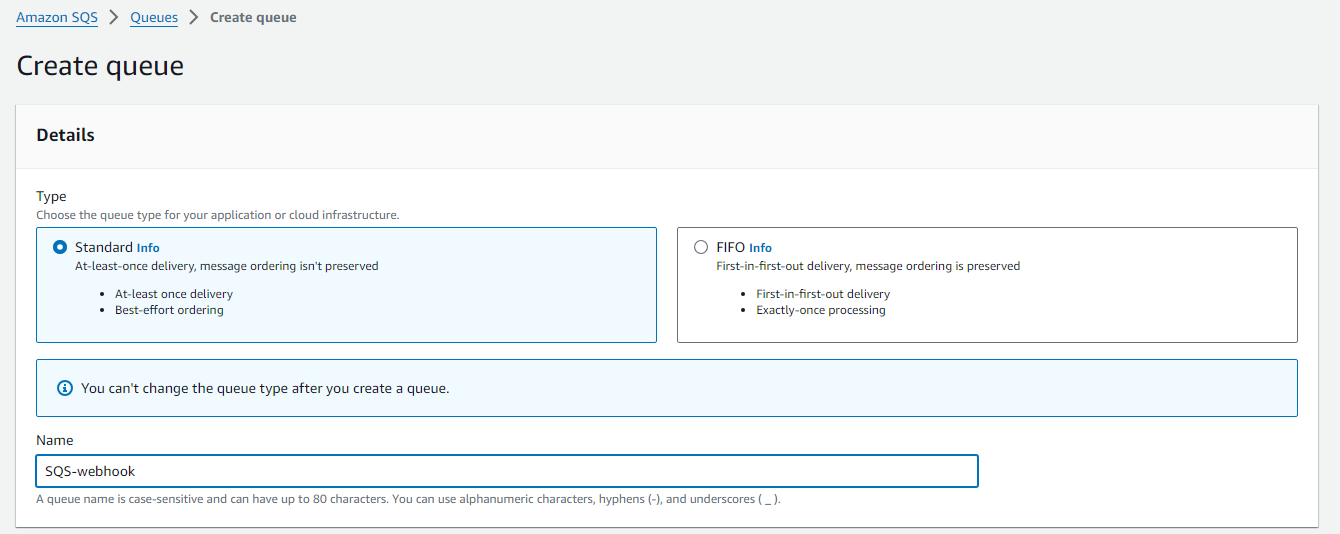 Amazon SQS > Queues > Create queue
Create queue
Details
Type
Choose the queue type for your application or cloud infrastructure.
Standard Info
At-least-once delivery, message ordering isn't preserved
• At-least once delivery
• Best-effort ordering
FIFO Info
First-in-first-out delivery, message ordering is preserved
• First-in-first-out delivery
• Exactly-once processing
You can't change the queue type after you create a queue.
Name
SQS-webhook
A queue name is case-sensitive and can have up to 80 characters. You can use alphanumeric characters, hyphens (-), and underscores ( _ ).